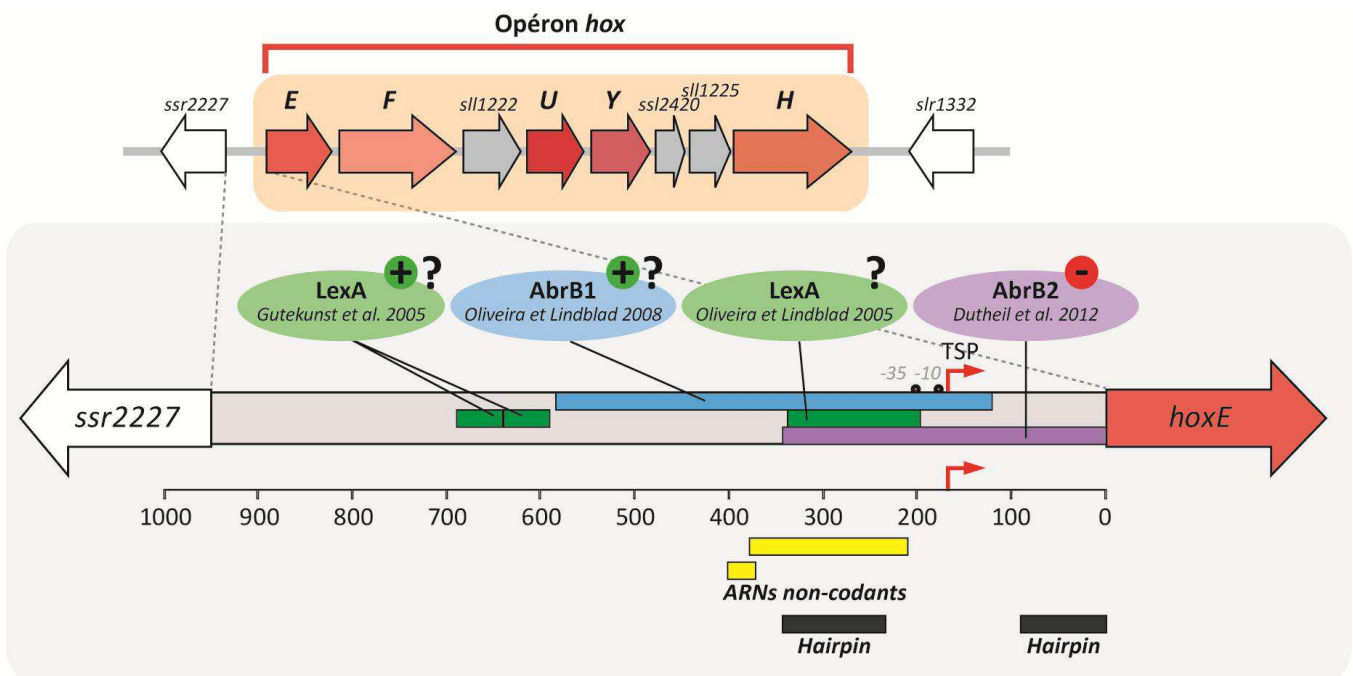 Opéron hox
ssr2227
E
F
sll1222
U
Y
ssl2420
sll1225
H
slr1332
+?
LexA
Gutekunst et al. 2005
+?
AbrB1
Oliveira et Lindblad 2008
?
LexA
Oliveira et Lindblad 2005
-
AbrB2
Dutheil et al. 2012
TSP
-35 -10
ssr2227
hoxE
1000 900 800 700 600 500 400 300 200 100 0
ARNs non-codants
Hairpin Hairpin